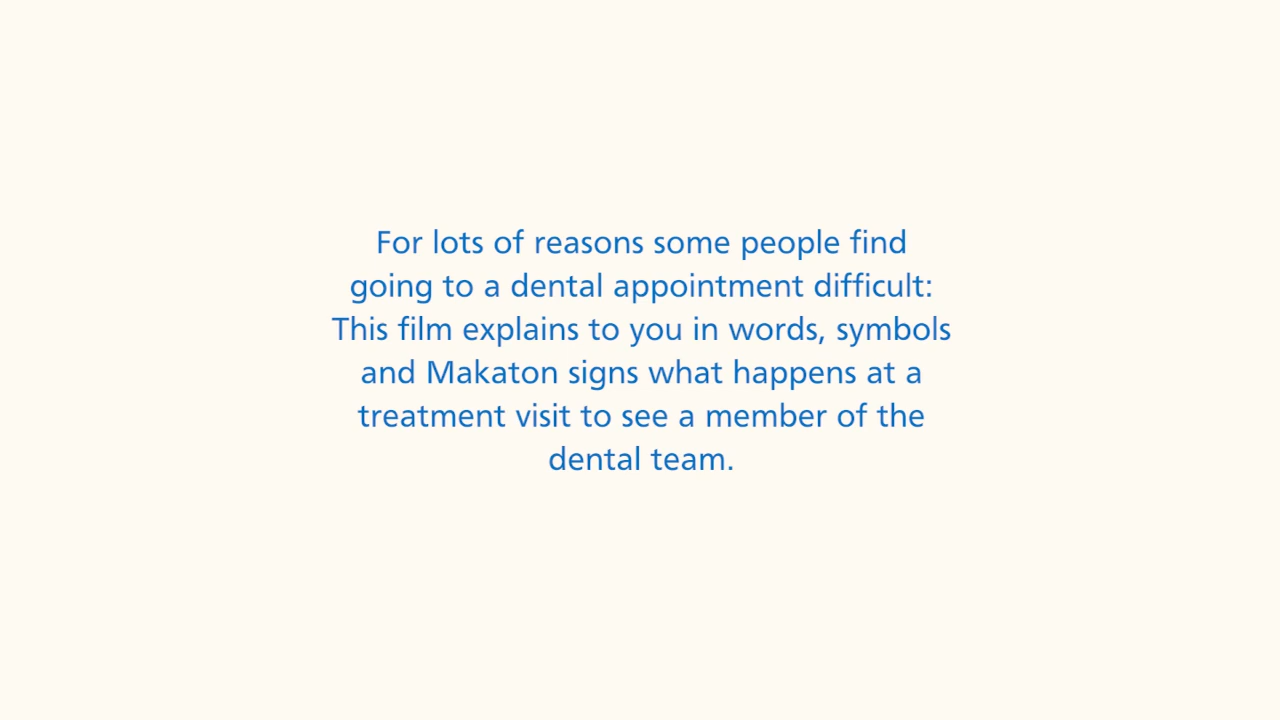 For lots of reasons some people find
going to a dental appointment difficult:
This film explains to you in words, symbols
and Makaton signs what happens at a
treatment visit to see a member of the
dental team.